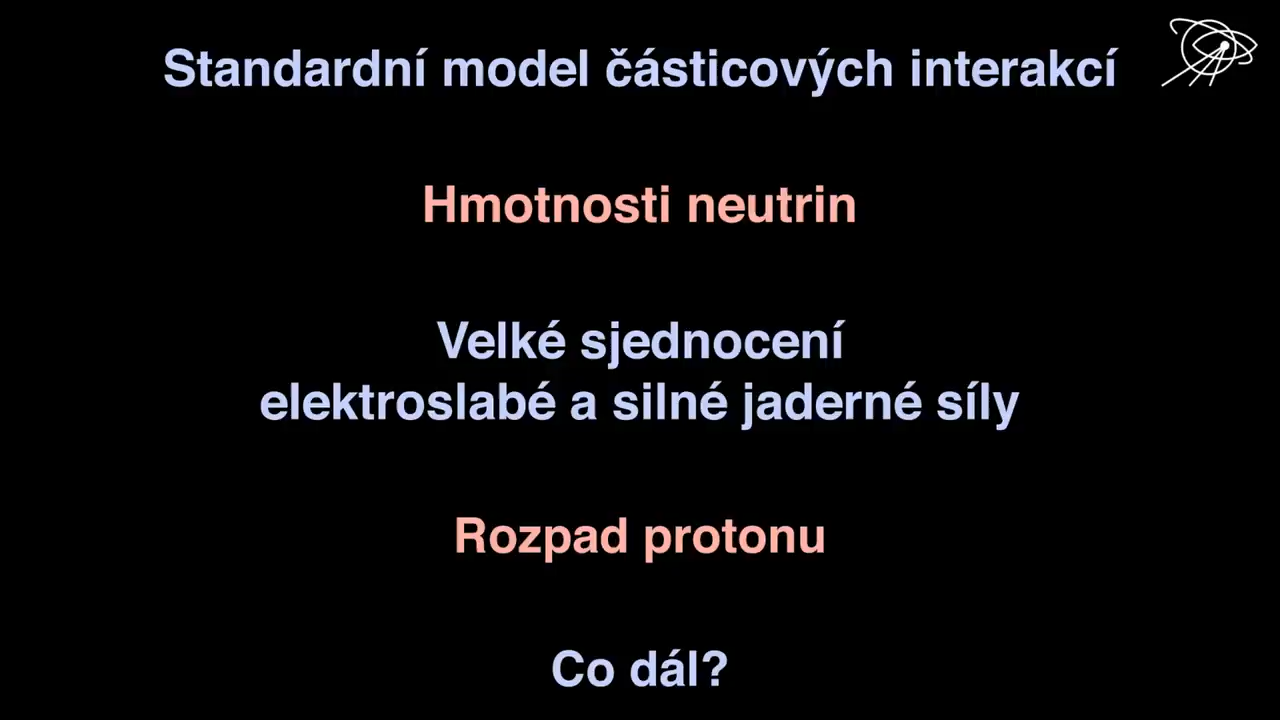 Standardní model částicových interakcí
Hmotnosti neutrin
Velké sjednocení
elektroslabé a silné jaderné síly
Rozpad protonu
Co dál?